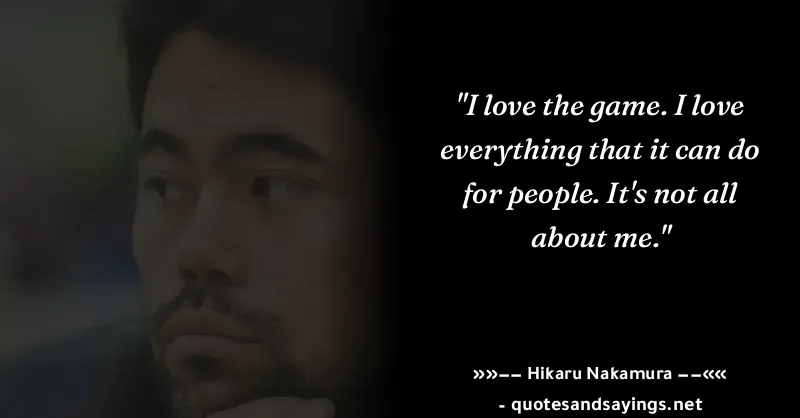 "I love the game. I love
everything that it can do
for people. It's not all
about me."
»»−− Hikaru Nakamura −−««
- quotesandsayings.net